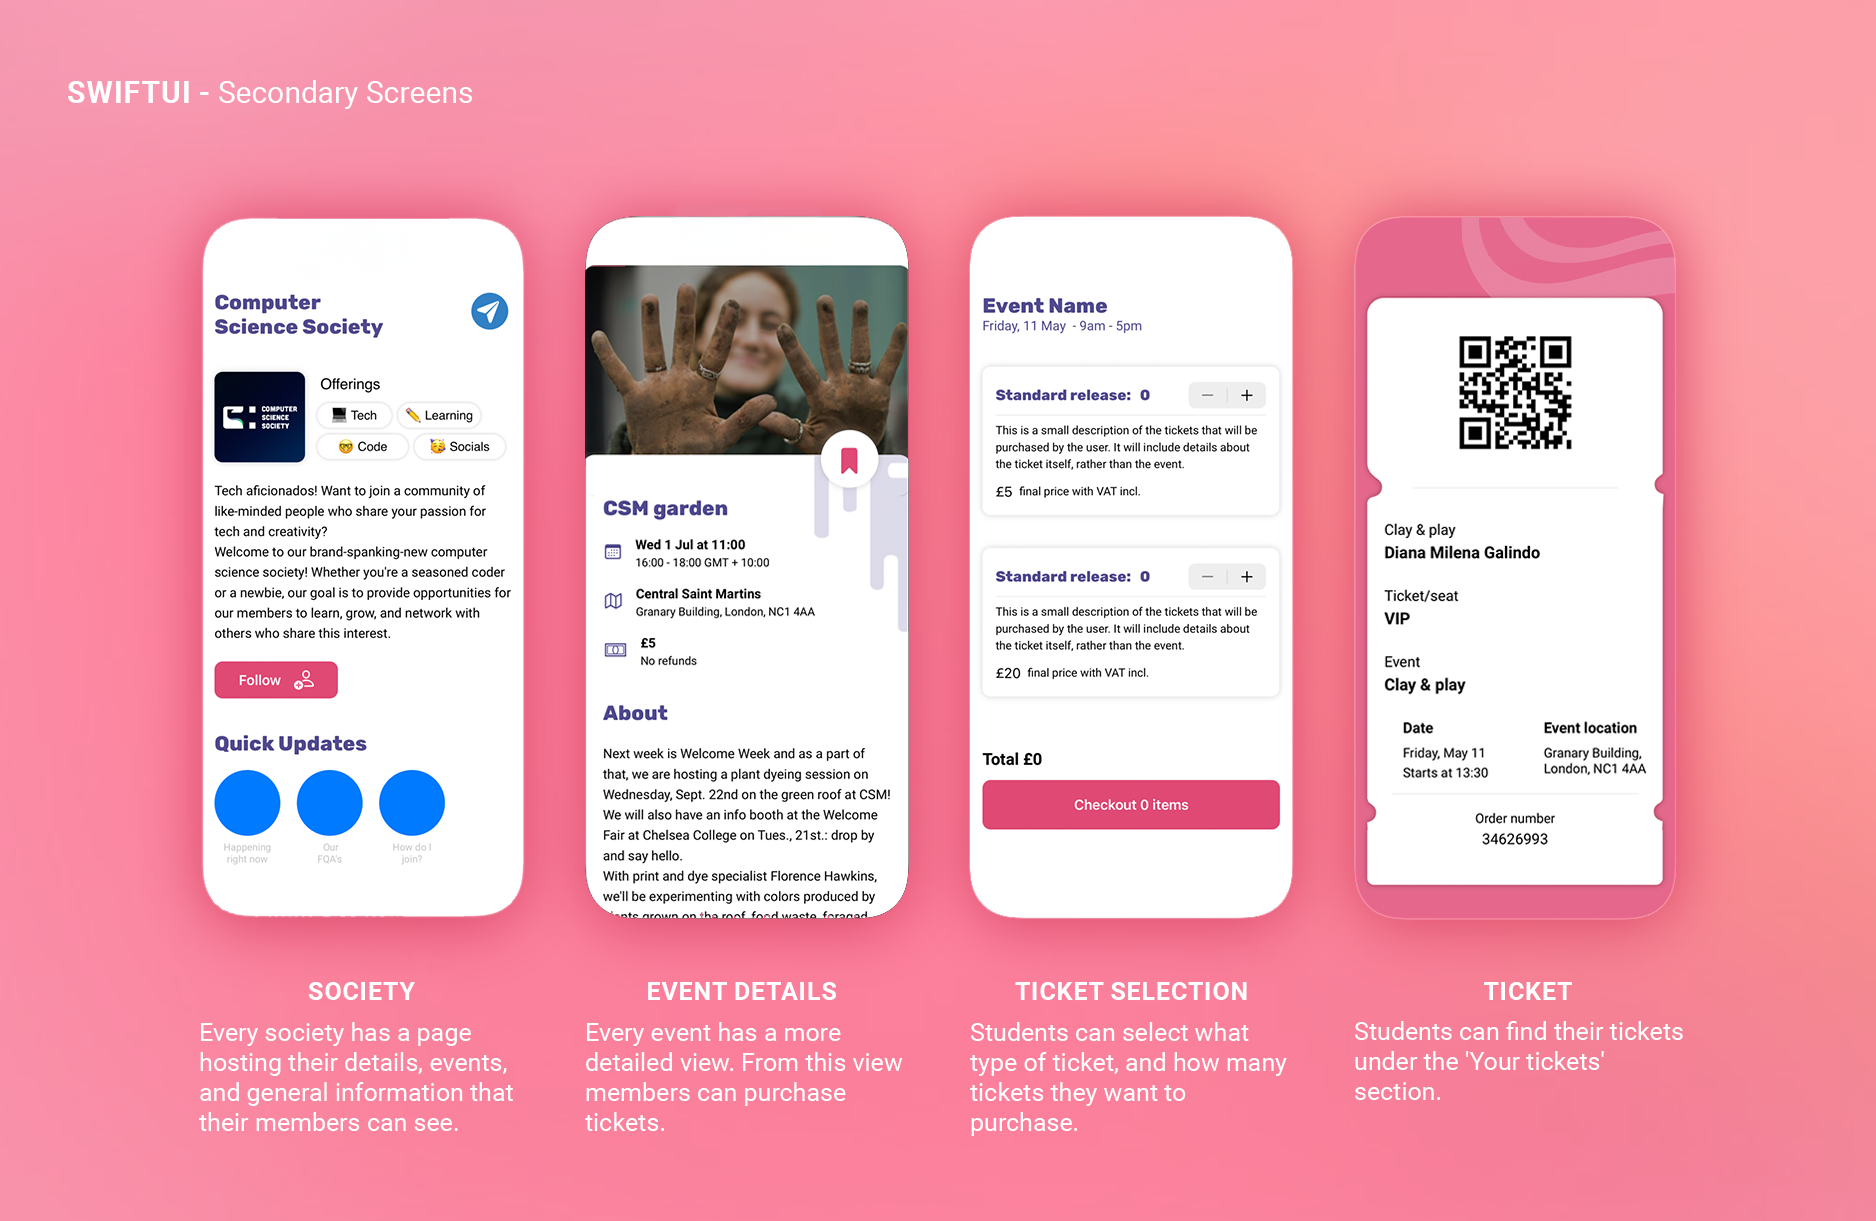 SWIFTUI - Secondary Screens
Computer
Science Society
COMPUTER
SCIENCE
SOCIETY
Offerings
Tech
Learning
Code
Socials
Tech aficionados! Want to join a community of
like-minded people who share your passion for
tech and creativity?
Welcome to our brand-spanking-new computer
science society! Whether you're a seasoned coder
or a newbie, our goal is to provide opportunities for
our members to learn, grow, and network with
others who share this interest.
Follow
Quick Updates
Happening
right now
Our
FQA's
How do I
join?
SOCIETY
Every society has a page
hosting their details, events,
and general information that
their members can see.
CSM garden
Wed 1 Jul at 11:00
16:00 - 18:00 GMT + 10:00
Central Saint Martins
Granary Building, London, NC1 4AA
£5
No refunds
About
Next week is Welcome Week and as a part of
that, we are hosting a plant dyeing session on
Wednesday, Sept. 22nd on the green roof at CSM!
We will also have an info booth at the Welcome
Fair at Chelsea College on Tues., 21st.: drop by
and say hello.
With print and dye specialist Florence Hawkins,
we'll be experimenting with colors produced by
plants grown on the roof, food waste, foraged
EVENT DETAILS
Every event has a more
detailed view. From this view
members can purchase
tickets.
Event Name
Friday, 11 May - 9am - 5pm
Standard release: 0
This is a small description of the tickets that will be
purchased by the user. It will include details about
the ticket itself, rather than the event.
£5 final price with VAT incl.
Standard release: 0
This is a small description of the tickets that will be
purchased by the user. It will include details about
the ticket itself, rather than the event.
£20 final price with VAT incl.
Total £0
Checkout 0 items
TICKET SELECTION
Students can select what
type of ticket, and how many
tickets they want to
purchase.
Clay & play
Diana Milena Galindo
Ticket/seat
VIP
Event
Clay & play
Date
Friday, May 11
Starts at 13:30
Event location
Granary Building,
London, NC1 4AA
Order number
34626993
TICKET
Students can find their tickets
under the 'Your tickets'
section.